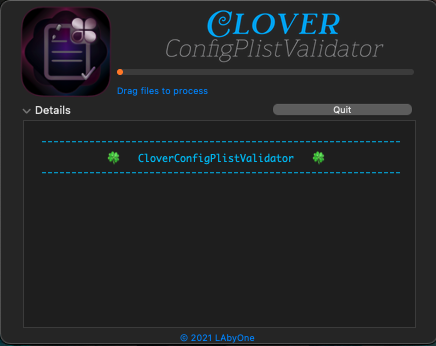 CLOVER
ConfigPlistValidator
Drag files to process
Details
Quit
------------------------------------------------------------
🍀 CloverConfigPlistValidator 🍀
------------------------------------------------------------
© 2021 LAbyOne